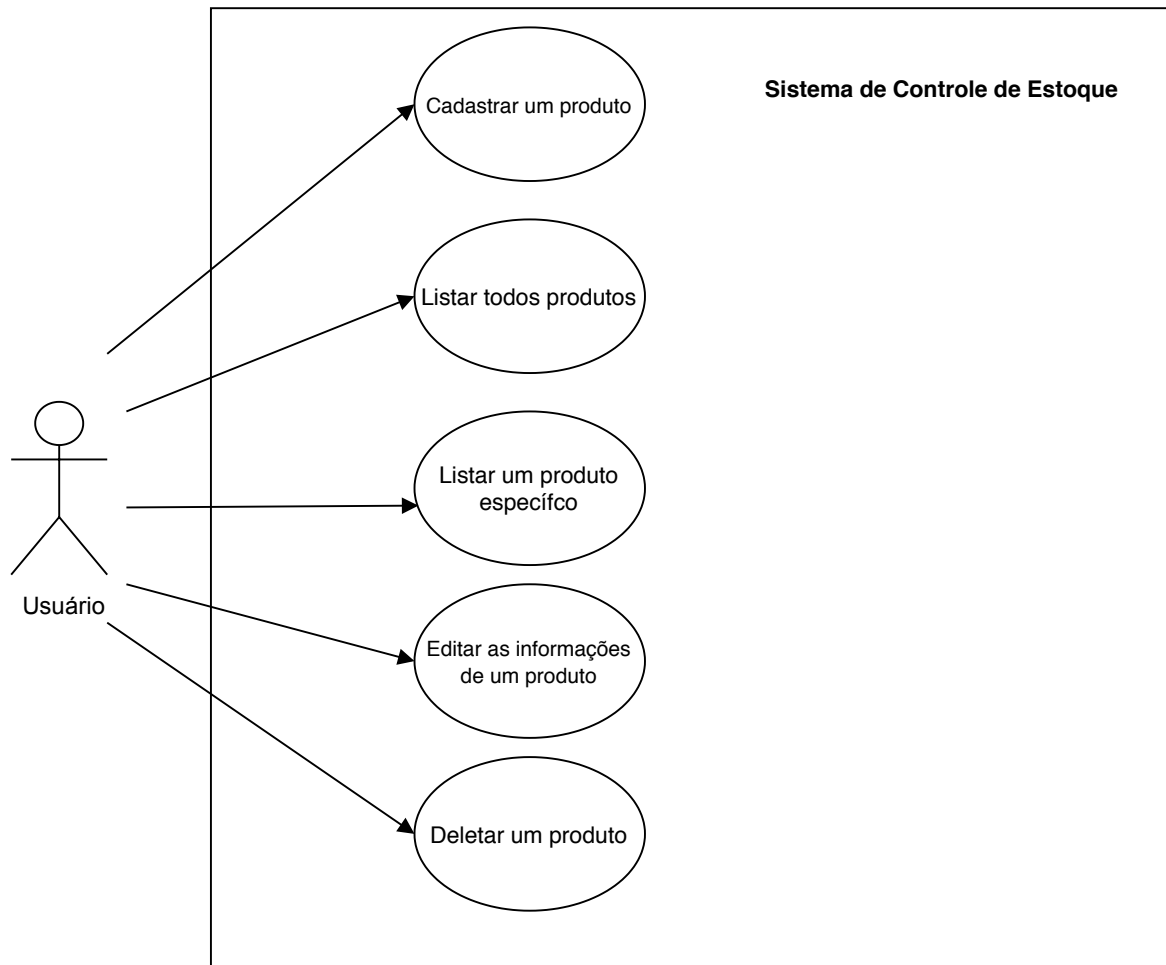 Sistema de Controle de Estoque
Cadastrar um produto
Listar todos produtos
Listar um produto
específco
Usuário
Editar as informações
de um produto
Deletar um produto